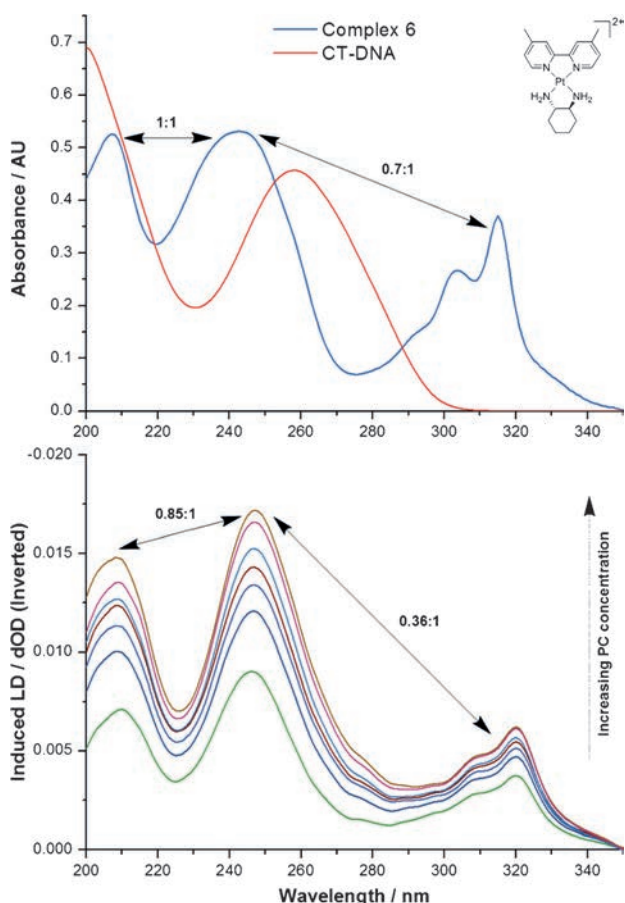 Complex 6
CT-DNA
]2+
N N
Pt
H₂N NH₂
1:1
0.7:1
Absorbance / AU
0.8
0.7
0.6
0.5
0.4
0.3
0.2
0.1
0.0
200 220 240 260 280 300 320 340
-0.020
0.015
0.010
0.005
0.000
Induced LD / dOD (Inverted)
0.85:1
0.36:1
Increasing PC concentration
200 220 240 260 280 300 320 340
Wavelength / nm